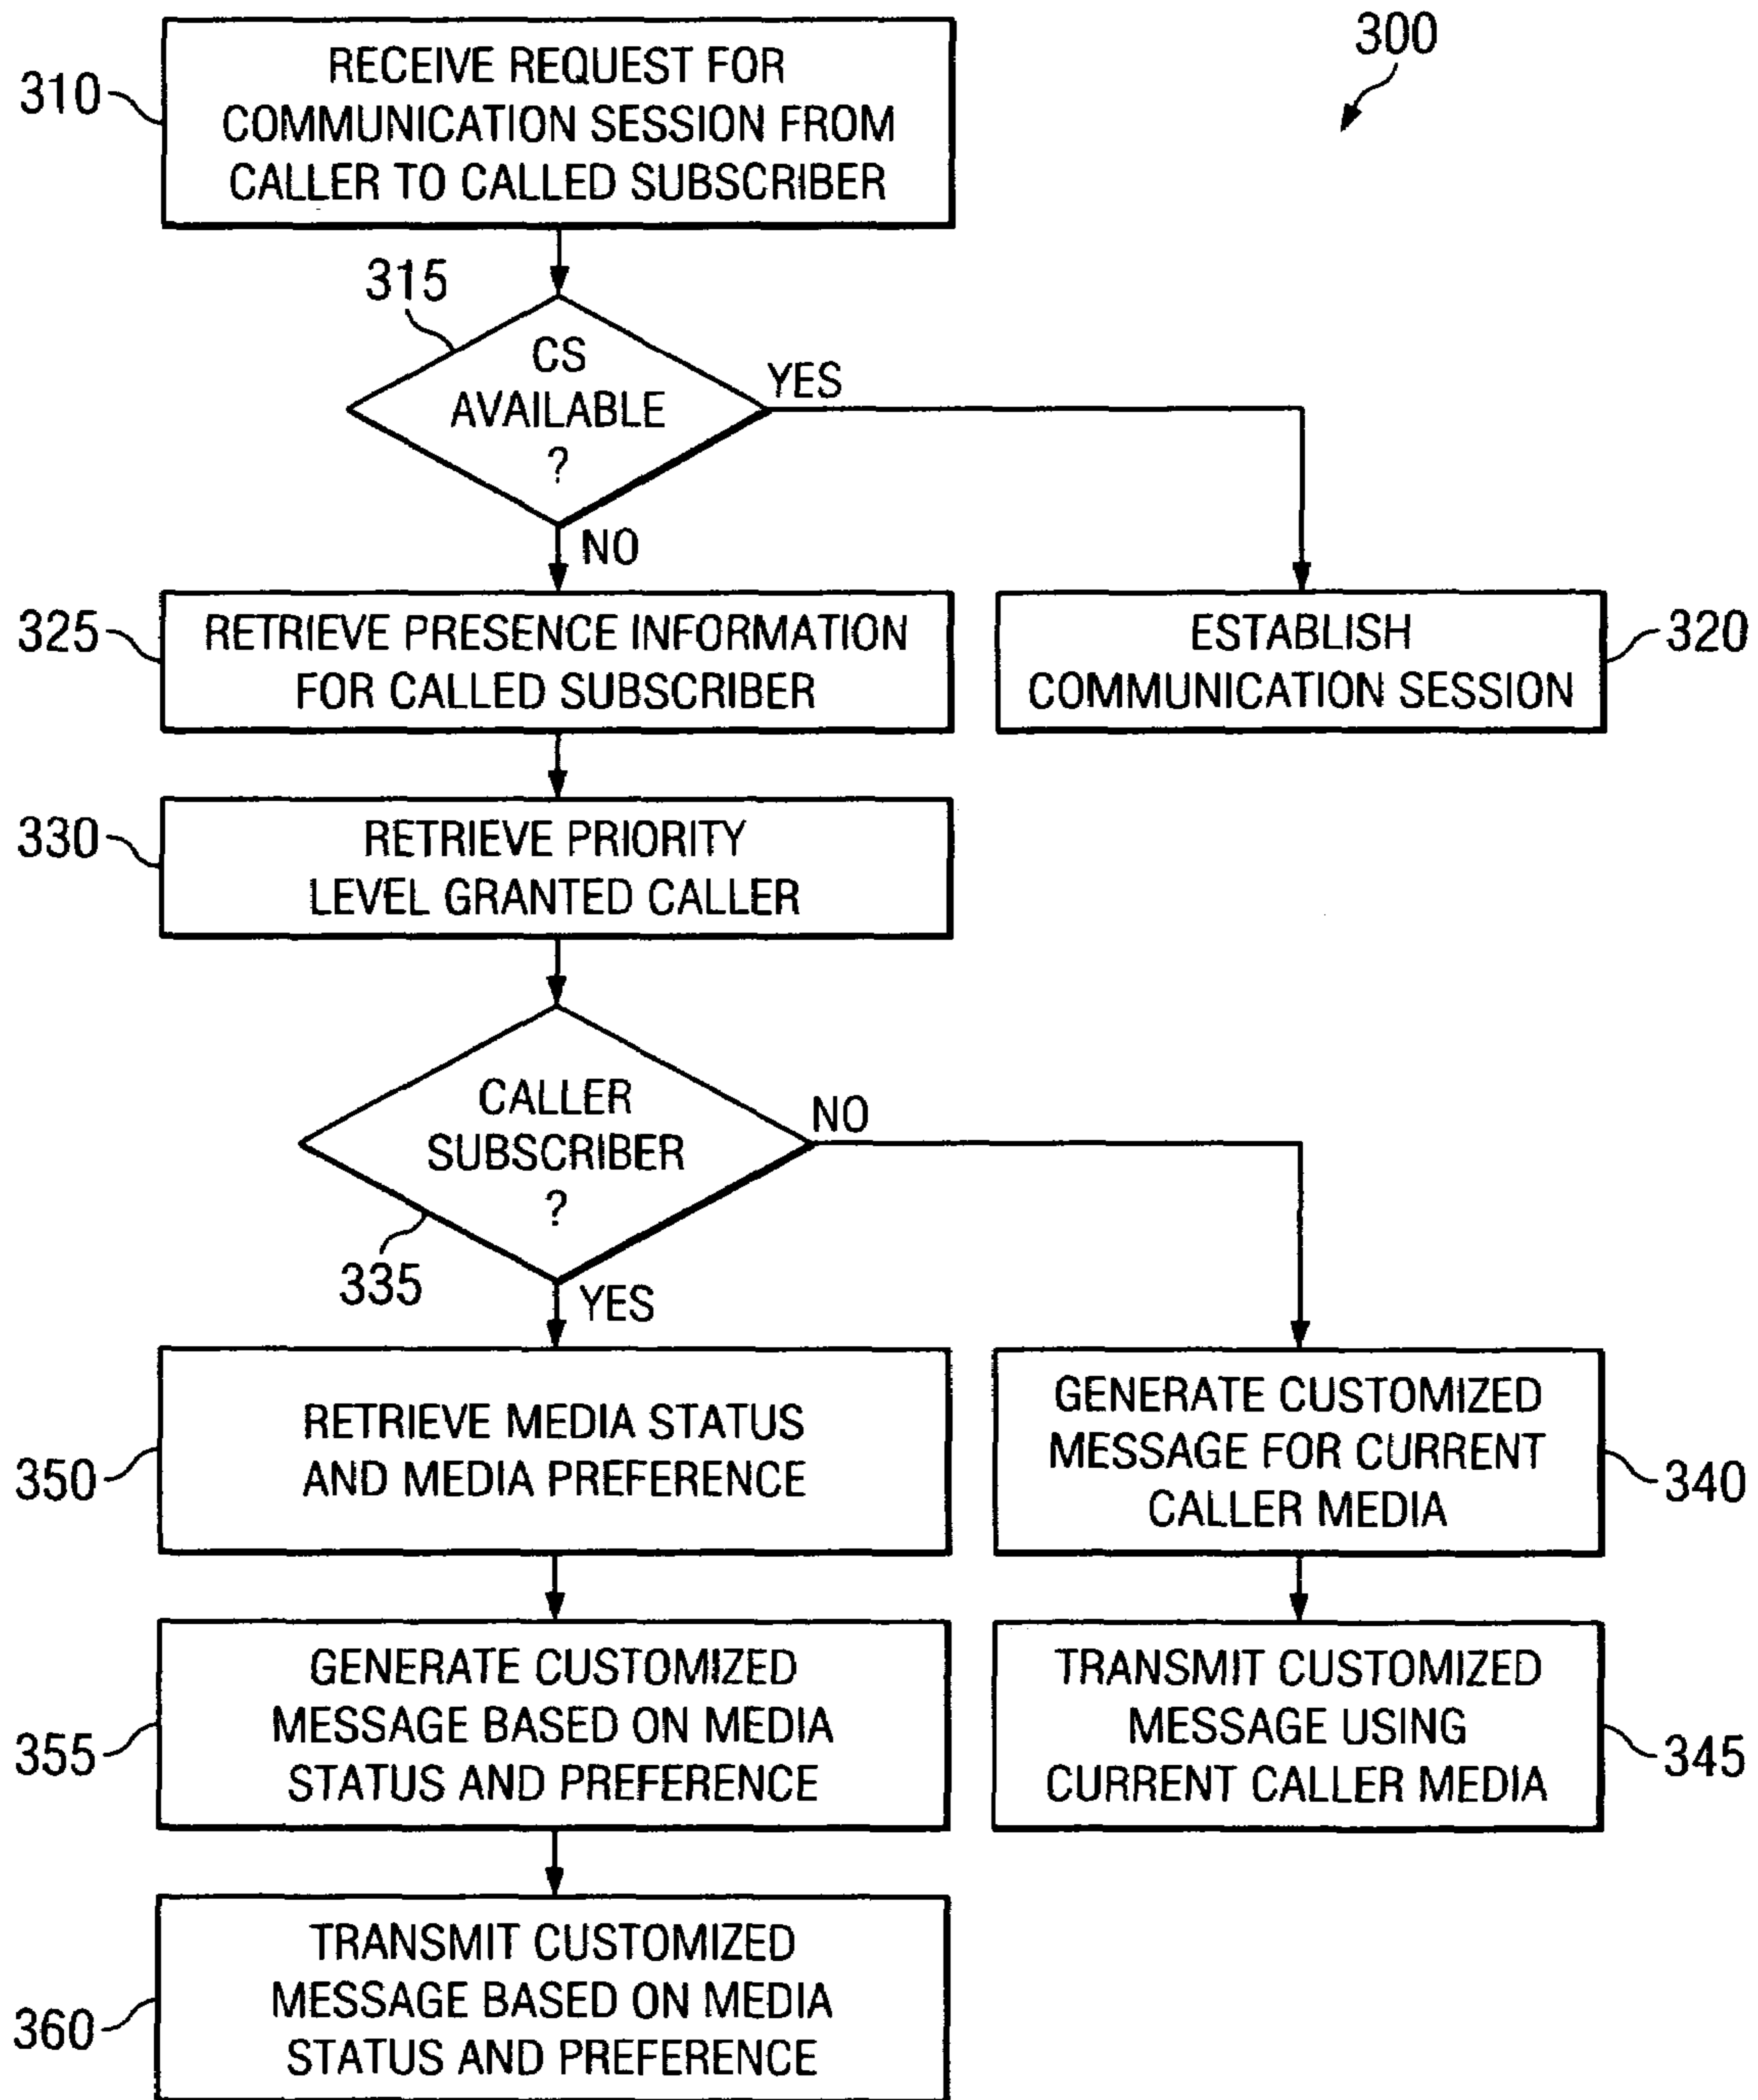 300
310
RECEIVE REQUEST FOR
COMMUNICATION SESSION FROM
CALLER TO CALLED SUBSCRIBER
315
CS
AVAILABLE
?
YES
NO
325
RETRIEVE PRESENCE INFORMATION
FOR CALLED SUBSCRIBER
ESTABLISH
COMMUNICATION SESSION
320
330
RETRIEVE PRIORITY
LEVEL GRANTED CALLER
CALLER
SUBSCRIBER
?
NO
335
YES
350
RETRIEVE MEDIA STATUS
AND MEDIA PREFERENCE
GENERATE CUSTOMIZED
MESSAGE FOR CURRENT
CALLER MEDIA
340
355
GENERATE CUSTOMIZED
MESSAGE BASED ON MEDIA
STATUS AND PREFERENCE
TRANSMIT CUSTOMIZED
MESSAGE USING
CURRENT CALLER MEDIA
345
360
TRANSMIT CUSTOMIZED
MESSAGE BASED ON MEDIA
STATUS AND PREFERENCE